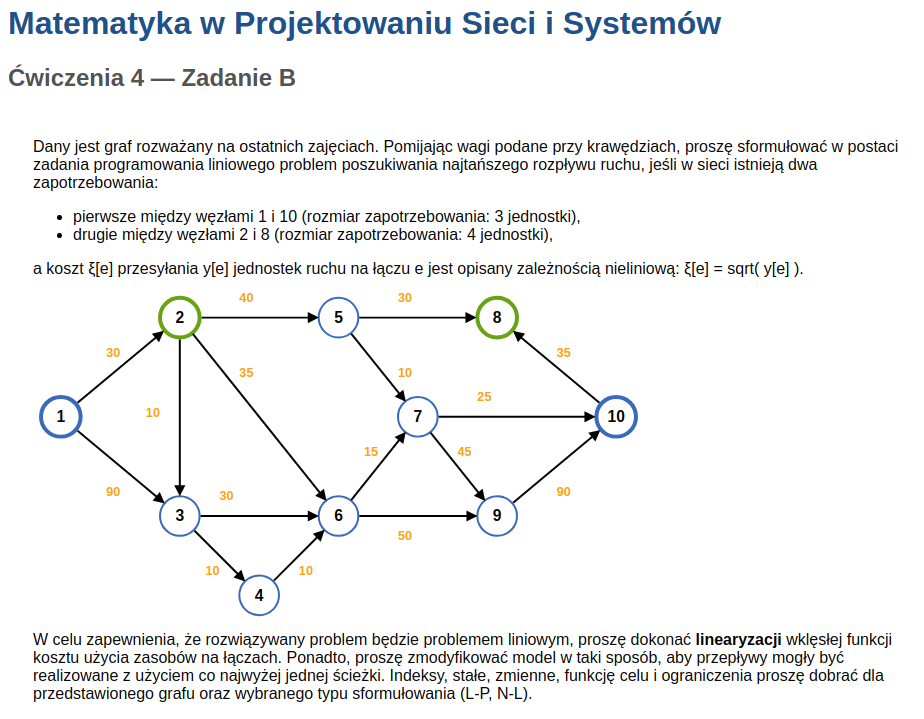 Matematyka w Projektowaniu Sieci i Systemów
Ćwiczenia 4 — Zadanie B
Dany jest graf rozważany na ostatnich zajęciach. Pomijając wagi podane przy krawędziach, proszę sformułować w postaci
zadania programowania liniowego problem poszukiwania najtańszego rozpływu ruchu, jeśli w sieci istnieją dwa
zapotrzebowania:
• pierwsze między węzłami 1 i 10 (rozmiar zapotrzebowania: 3 jednostki),
• drugie między węzłami 2 i 8 (rozmiar zapotrzebowania: 4 jednostki),
a koszt ξ[e] przesyłania y[e] jednostek ruchu na łączu e jest opisany zależnością nieliniową: ξ[e] = sqrt( y[e] ).
40
30
2
5
8
30
35
10
35
10
25
1
7
10
15
45
90
30
90
3
6
9
50
10
10
4
W celu zapewnienia, że rozwiązywany problem będzie problemem liniowym, proszę dokonać linearyzacji wklęsłej funkcji
kosztu użycia zasobów na łączach. Ponadto, proszę zmodyfikować model w taki sposób, aby przepływy mogły być
realizowane z użyciem co najwyżej jednej ścieżki. Indeksy, stałe, zmienne, funkcję celu i ograniczenia proszę dobrać dla
przedstawionego grafu oraz wybranego typu sformułowania (L-P, N-L).